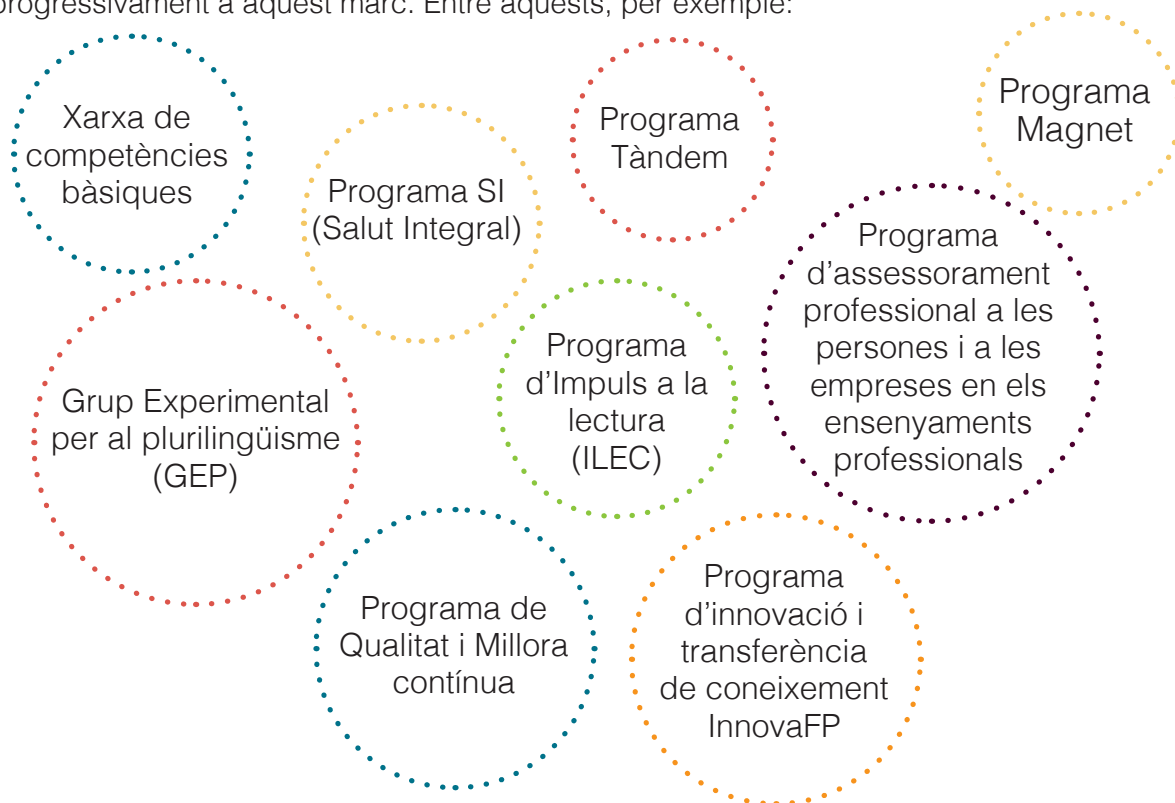 progressivament a aquest marc. Entre aquests, per exemple:
Xarxa de
competències
bàsiques
Programa SI
(Salut Integral)
Programa
Tàndem
Programa
Magnet
Grup Experimental
per al plurilingüisme
(GEP)
Programa
d’Impuls a la
lectura
(ILEC)
Programa
d’assessorament
professional a les
persones i a les
empreses en els
ensenyaments
professionals
Programa de
Qualitat i Millora
contínua
Programa
d’innovació i
transferència
de coneixement
InnovaFP